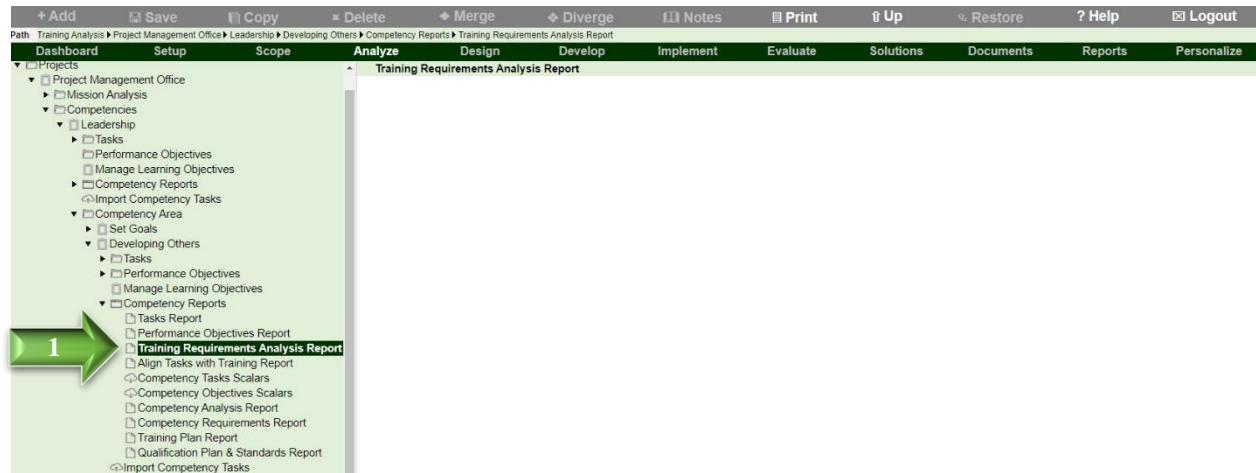 + Add Save Copy × Delete Merge Diverge Notes Print Up Restore ? Help Logout
Path Training Analysis Project Management Office Leadership Developing Others Competency Reports Training Requirements Analysis Report
Dashboard Setup Scope Analyze Design Develop Implement Evaluate Solutions Documents Reports Personalize
Projects
Training Requirements Analysis Report
Project Management Office
Mission Analysis
Competencies
Leadership
Tasks
Performance Objectives
Manage Learning Objectives
Competency Reports
Import Competency Tasks
Competency Area
Set Goals
Developing Others
Tasks
Performance Objectives
Manage Learning Objectives
Competency Reports
Tasks Report
Performance Objectives Report
1 Training Requirements Analysis Report
Align Tasks with Training Report
Competency Tasks Scalars
Competency Objectives Scalars
Competency Analysis Report
Competency Requirements Report
Training Plan Report
Qualification Plan & Standards Report
Import Competency Tasks